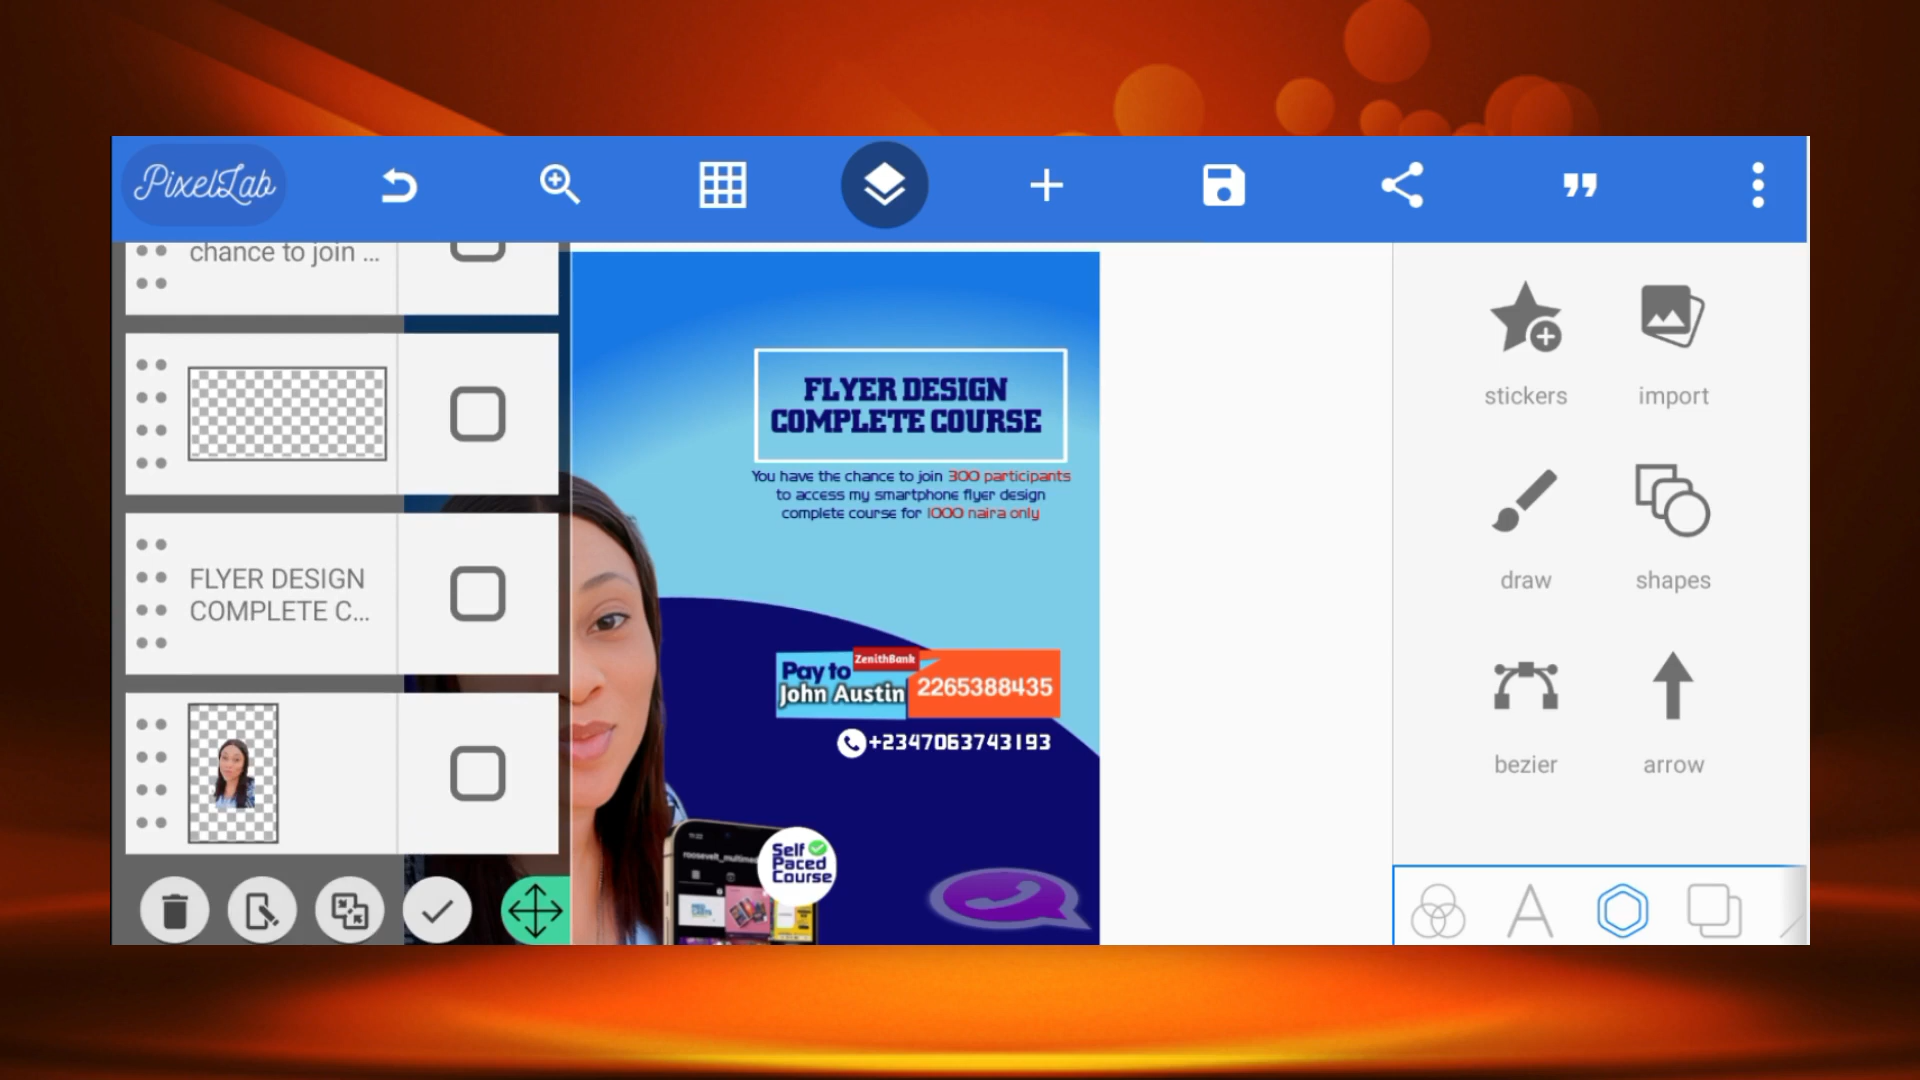 PixelLab
chance to join ...
FLYER DESIGN
COMPLETE C...
FLYER DESIGN
COMPLETE COURSE
You have the chance to join 300 participants
to access my smartphone flyer design
complete course for 1000 naira only
ZenithBank
Pay to
John Austin
2265388435
+2347063743193
roosevelt_multimed
Self
Paced
Course
stickers
import
draw
shapes
bezier
arrow